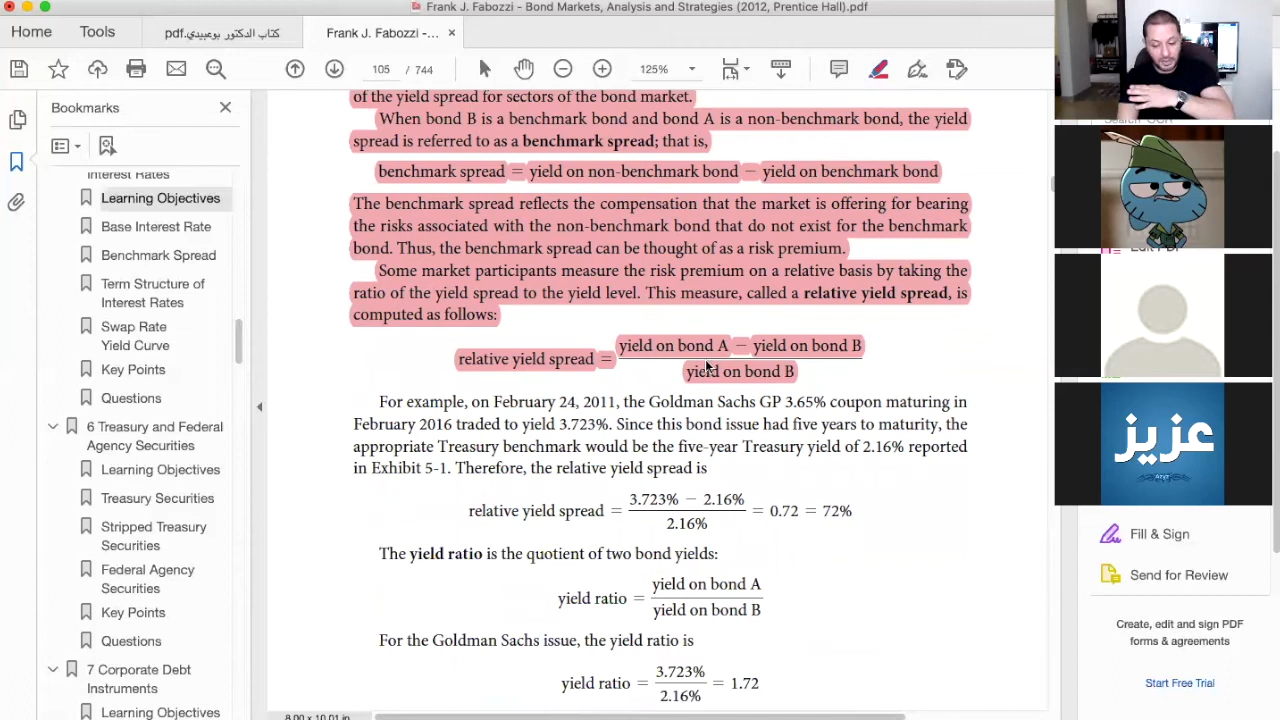 Frank J. Fabozzi - Bond Markets, Analysis and Strategies (2012, Prentice Hall).pdf
Home
Tools
كتاب الدكتور بوعبيدي.pdf
Frank J. Fabozzi -...
105 / 744
125%
Bookmarks
Interest Rates
Learning Objectives
Base Interest Rate
Benchmark Spread
Term Structure of
Interest Rates
Swap Rate
Yield Curve
Key Points
Questions
6 Treasury and Federal
Agency Securities
Learning Objectives
Treasury Securities
Stripped Treasury
Securities
Federal Agency
Securities
Key Points
Questions
7 Corporate Debt
Instruments
Learning Objectives
of the yield spread for sectors of the bond market.
When bond B is a benchmark bond and bond A is a non-benchmark bond, the yield
spread is referred to as a benchmark spread; that is,
benchmark spread = yield on non-benchmark bond − yield on benchmark bond
The benchmark spread reflects the compensation that the market is offering for bearing
the risks associated with the non-benchmark bond that do not exist for the benchmark
bond. Thus, the benchmark spread can be thought of as a risk premium.
Some market participants measure the risk premium on a relative basis by taking the
ratio of the yield spread to the yield level. This measure, called a relative yield spread, is
computed as follows:
yield on bond A − yield on bond B
relative yield spread =
yield on bond B
For example, on February 24, 2011, the Goldman Sachs GP 3.65% coupon maturing in
February 2016 traded to yield 3.723%. Since this bond issue had five years to maturity, the
appropriate Treasury benchmark would be the five-year Treasury yield of 2.16% reported
in Exhibit 5-1. Therefore, the relative yield spread is
3.723% − 2.16%
relative yield spread = = 0.72 = 72%
2.16%
The yield ratio is the quotient of two bond yields:
yield on bond A
yield ratio =
yield on bond B
For the Goldman Sachs issue, the yield ratio is
3.723%
yield ratio = = 1.72
2.16%
8.00 x 10.01 in
عزيز
Azyz
Fill & Sign
Send for Review
Create, edit and sign PDF
forms & agreements
Start Free Trial